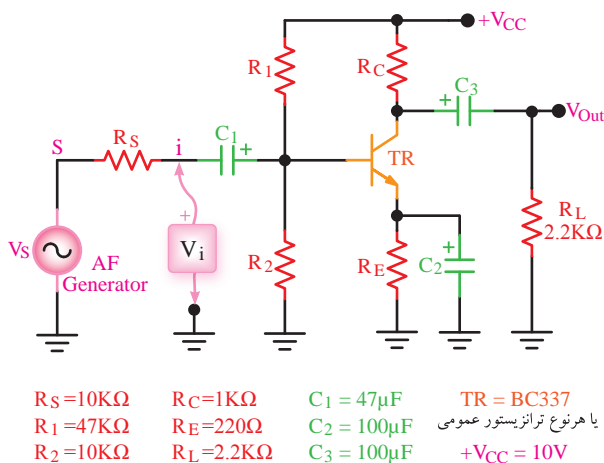 +VCC
R1
RC
C3
VOut
S
RS
i
C1
TR
RL
2.2KΩ
Vi
R2
RE
C2
VS
AF
Generator
RS=10KΩ RC=1KΩ C1 = 47µF TR = BC337
R1=47KΩ RE=220Ω C2 = 100µF یا هرنوع ترانزیستور عمومی
R2=10KΩ RL=2.2KΩ C3 = 100µF +VCC = 10V